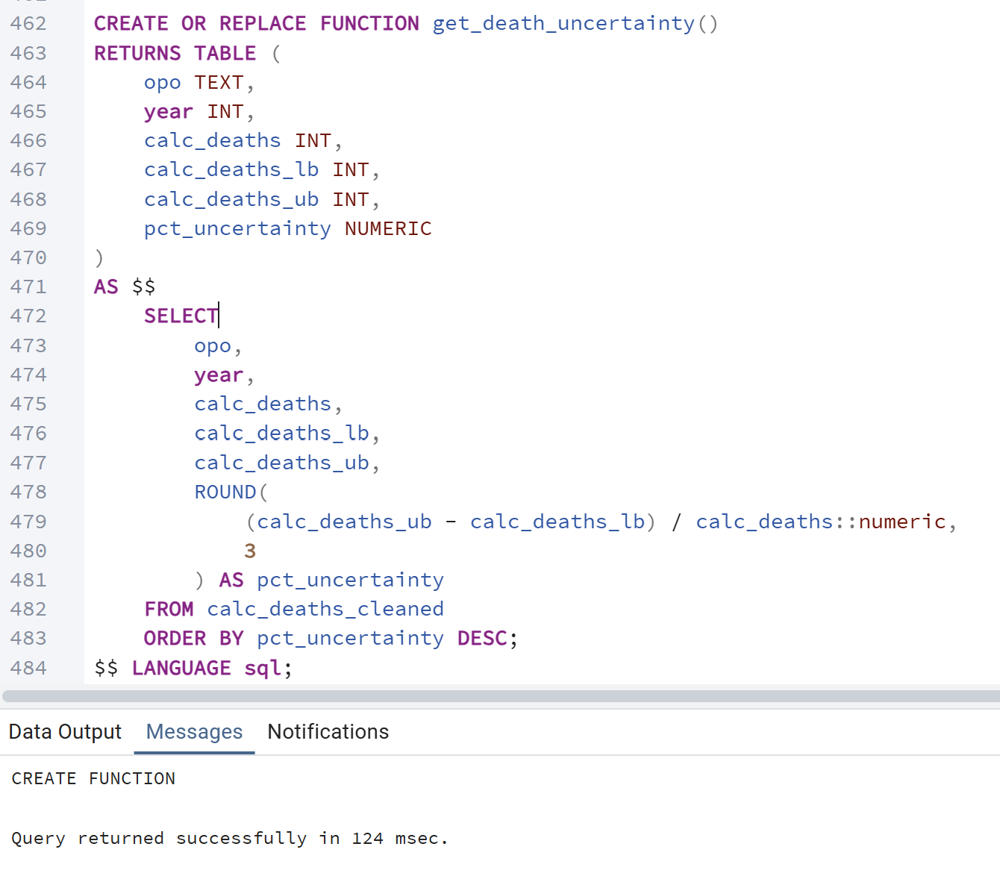 462 CREATE OR REPLACE FUNCTION get_death_uncertainty()
463 RETURNS TABLE (
464     opo TEXT,
465     year INT,
466     calc_deaths INT,
467     calc_deaths_lb INT,
468     calc_deaths_ub INT,
469     pct_uncertainty NUMERIC
470 )
471 AS $$
472     SELECT
473         opo,
474         year,
475         calc_deaths,
476         calc_deaths_lb,
477         calc_deaths_ub,
478         ROUND(
479             (calc_deaths_ub - calc_deaths_lb) / calc_deaths::numeric,
480             3
481         ) AS pct_uncertainty
482     FROM calc_deaths_cleaned
483     ORDER BY pct_uncertainty DESC;
484 $$ LANGUAGE sql;
Data Output Messages Notifications
CREATE FUNCTION
Query returned successfully in 124 msec.